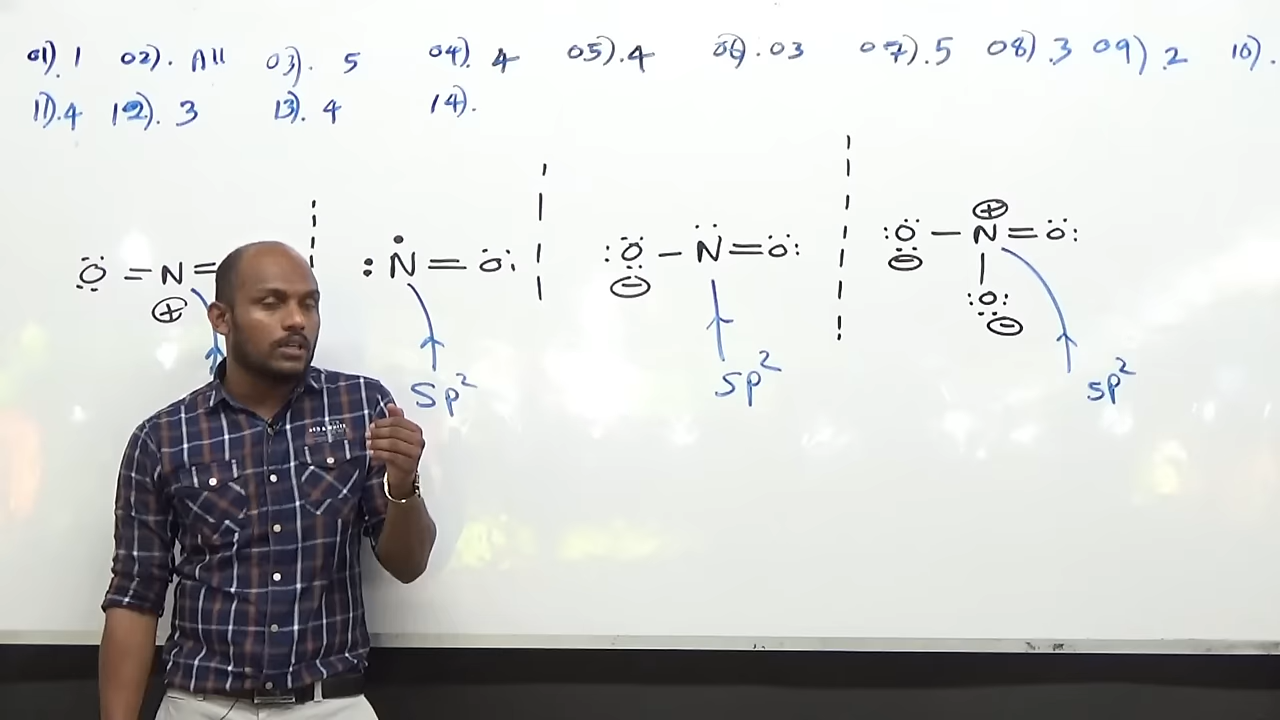 01). 1 02). All 03). 5 04). 4 05). 4 06). 03 07). 5 08) .3 09) .2 10).
11). 4 12). 3 13). 4 14).
O = N = N = O O − N = O O − N = O
O
sp² sp² sp²